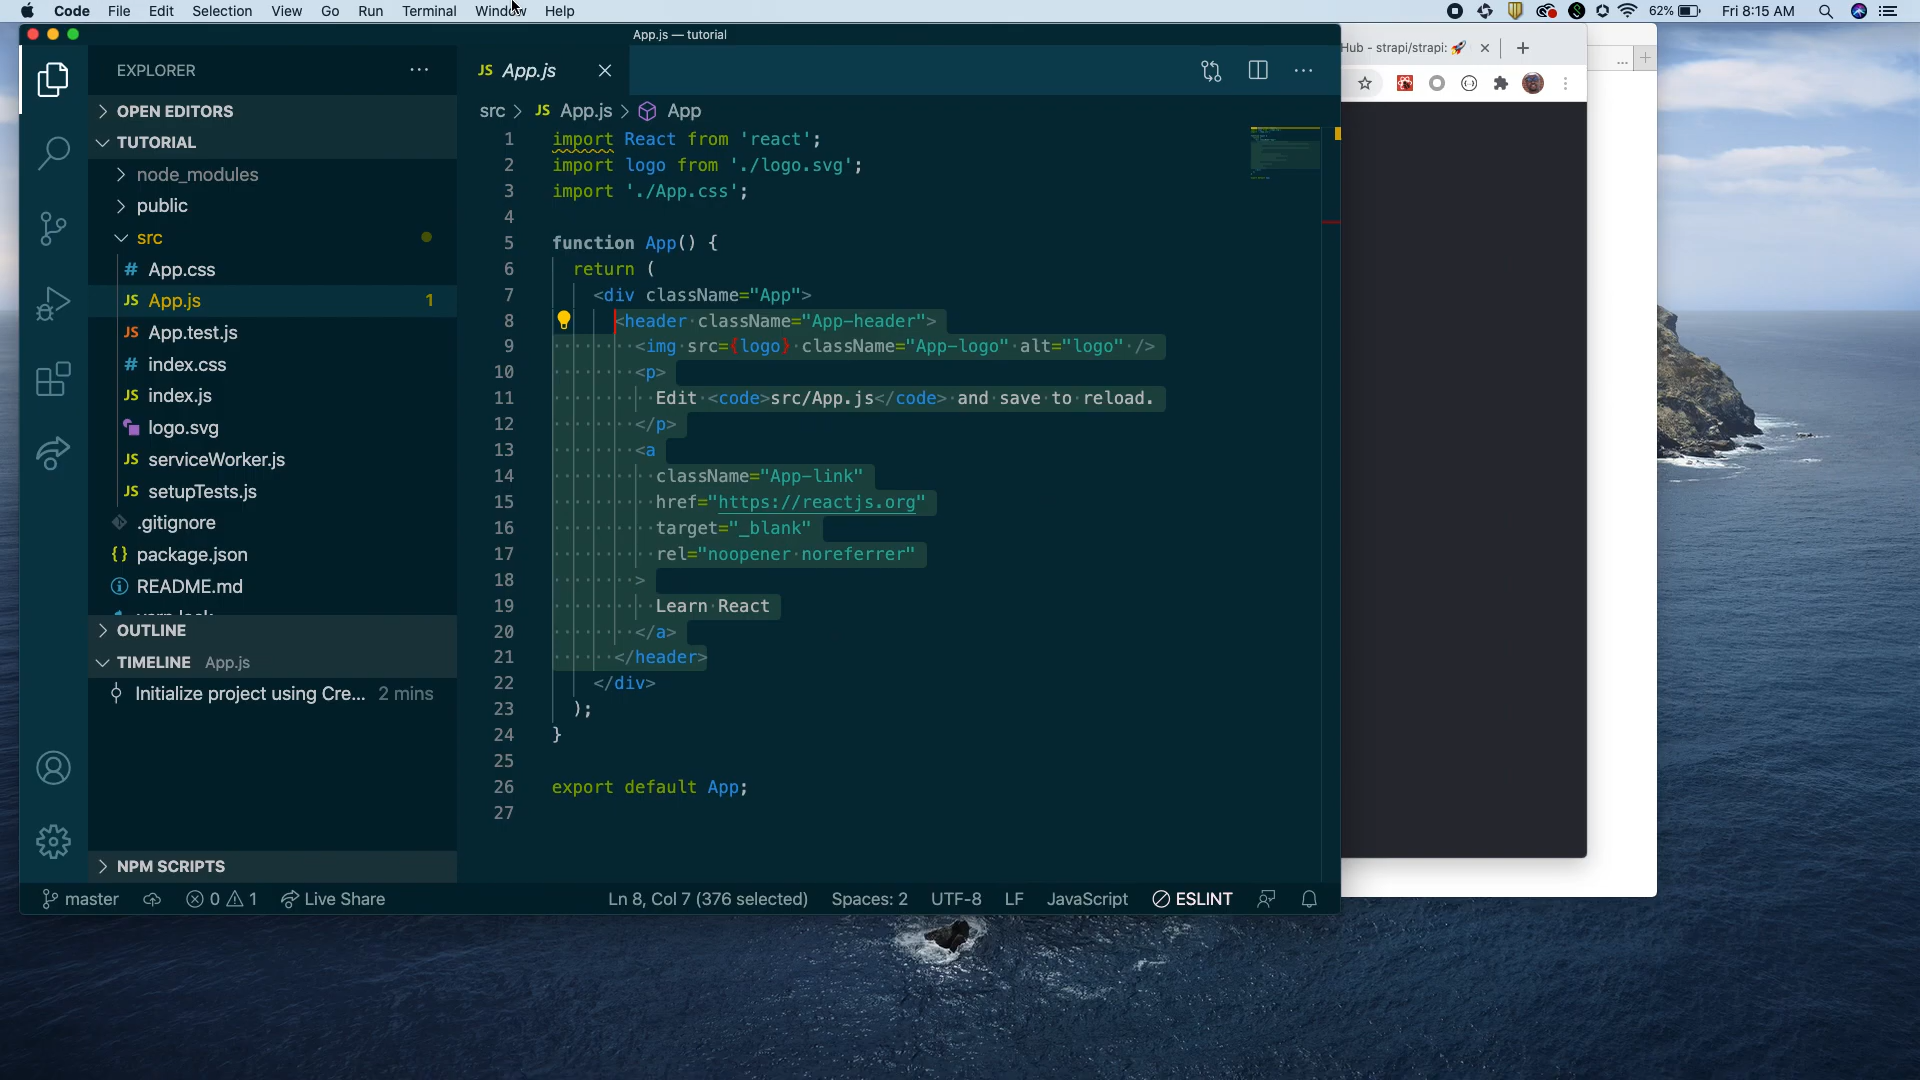 Code File Edit Selection View Go Run Terminal Window Help 62% Fri 8:15 AM
App.js — tutorial
Hub - strapi/strapi: 🚀
EXPLORER
OPEN EDITORS
TUTORIAL
node_modules
public
src
# App.css
JS App.js 1
JS App.test.js
# index.css
JS index.js
logo.svg
JS serviceWorker.js
JS setupTests.js
.gitignore
{} package.json
README.md
OUTLINE
TIMELINE App.js
Initialize project using Cre... 2 mins
NPM SCRIPTS
JS App.js
src > JS App.js > App
1 import React from 'react';
2 import logo from './logo.svg';
3 import './App.css';
4
5 function App() {
6 return (
7 <div className="App">
8 <header className="App-header">
9 <img src={logo} className="App-logo" alt="logo" />
10 <p>
11 Edit <code>src/App.js</code> and save to reload.
12 </p>
13 <a
14 className="App-link"
15 href="https://reactjs.org"
16 target="_blank"
17 rel="noopener noreferrer"
18 >
19 Learn React
20 </a>
21 </header>
22 </div>
23 );
24 }
25
26 export default App;
27
master 0 1 Live Share Ln 8, Col 7 (376 selected) Spaces: 2 UTF-8 LF JavaScript ESLINT